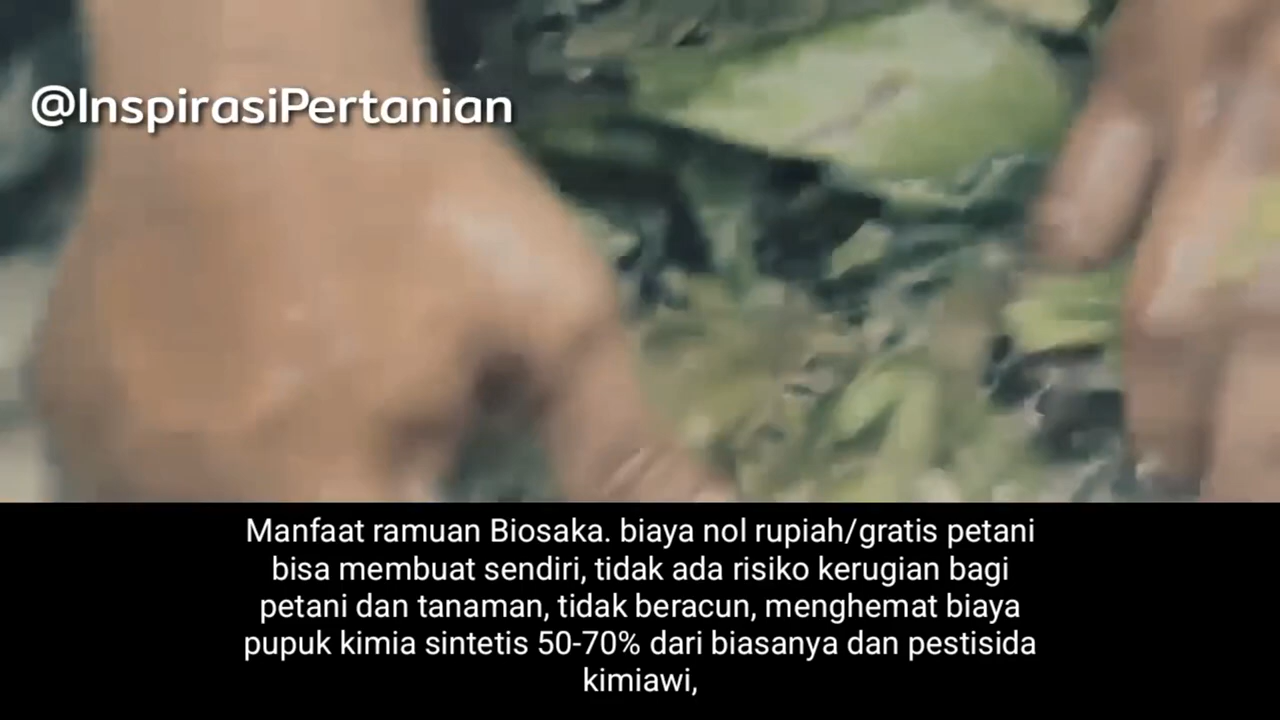 @InspirasiPertanian
Manfaat ramuan Biosaka. biaya nol rupiah/gratis petani
bisa membuat sendiri, tidak ada risiko kerugian bagi
petani dan tanaman, tidak beracun, menghemat biaya
pupuk kimia sintetis 50-70% dari biasanya dan pestisida
kimiawi,